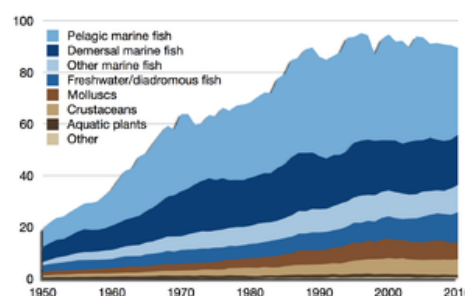 100
Pelagic marine fish
Demersal marine fish
80
Other marine fish
Freshwater/diadromous fish
Molluscs
60
Crustaceans
Aquatic plants
Other
40
20
0
1950 1960 1970 1980 1990 2000 2010